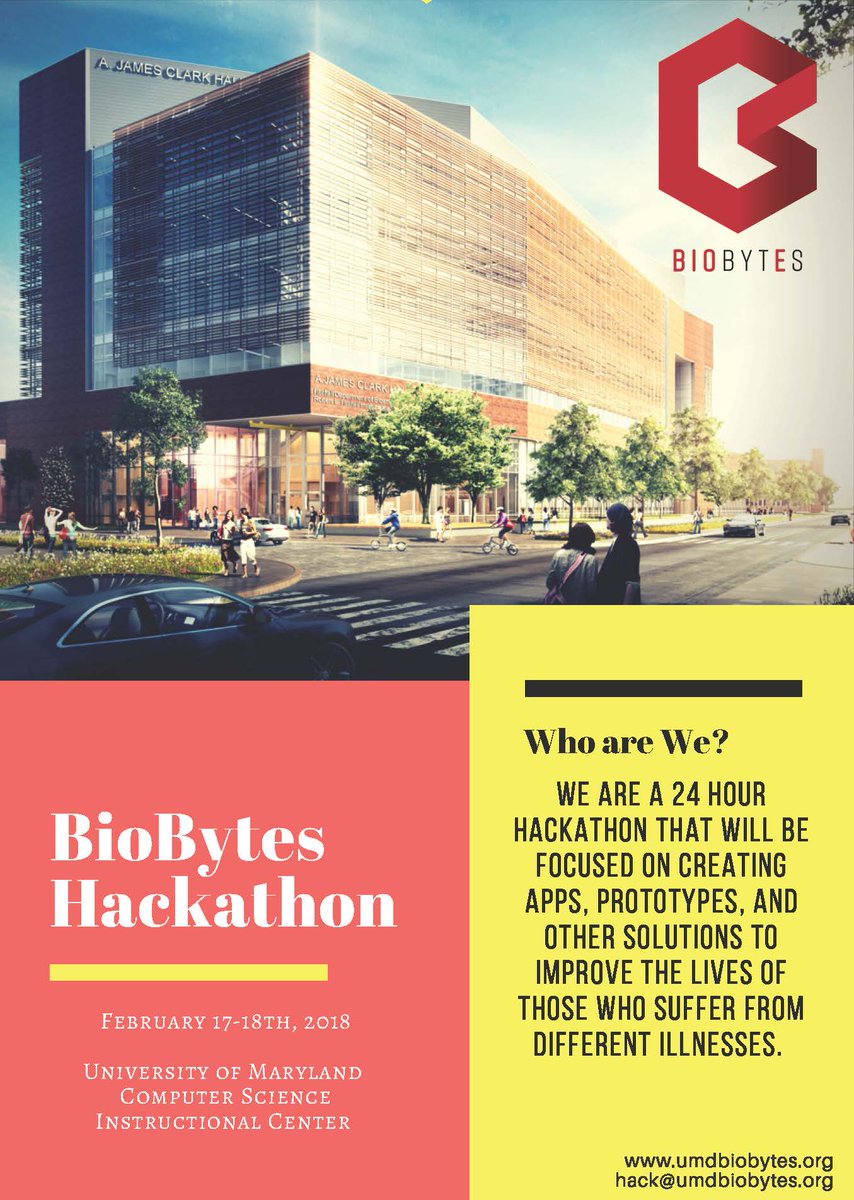 A. JAMES CLARK HALL
BIOBYTES
A. JAMES CLARK HALL
BioBytes
Hackathon
February 17-18th, 2018
University of Maryland
Computer Science
Instructional Center
Who are We?
WE ARE A 24 HOUR
HACKATHON THAT WILL BE
FOCUSED ON CREATING
APPS, PROTOTYPES, AND
OTHER SOLUTIONS TO
IMPROVE THE LIVES OF
THOSE WHO SUFFER FROM
DIFFERENT ILLNESSES.
www.umdbiobytes.org
hack@umdbiobytes.org